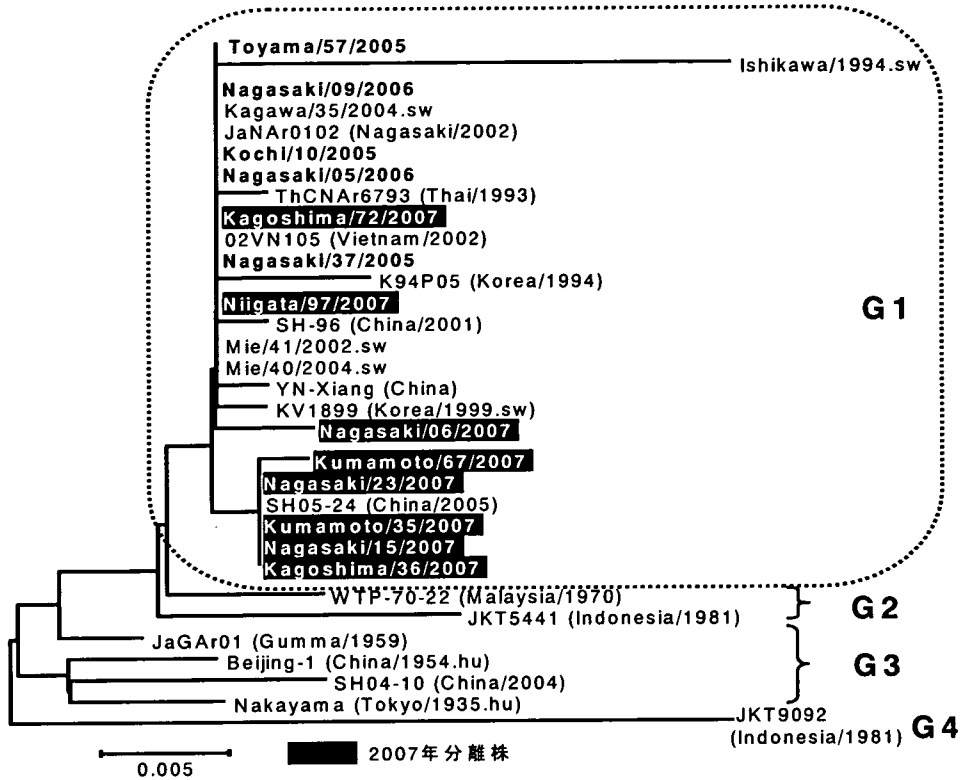 Toyama/57/2005
Ishikawa/1994.sw
Nagasaki/09/2006
Kagawa/35/2004.sw
JaNAr0102 (Nagasaki/2002)
Kochi/10/2005
Nagasaki/05/2006
ThCNAr6793 (Thai/1993)
Kagoshima/72/2007
02VN105 (Vietnam/2002)
Nagasaki/37/2005
K94P05 (Korea/1994)
Niigata/97/2007
G1
SH-96 (China/2001)
Mie/41/2002.sw
Mie/40/2004.sw
YN-Xiang (China)
KV1899 (Korea/1999.sw)
Nagasaki/06/2007
Kumamoto/67/2007
Nagasaki/23/2007
SH05-24 (China/2005)
Kumamoto/35/2007
Nagasaki/15/2007
Kagoshima/36/2007
WTP-70-22 (Malaysia/1970)
G2
JKT5441 (Indonesia/1981)
JaGAr01 (Gumma/1959)
Beijing-1 (China/1954.hu)
G3
SH04-10 (China/2004)
Nakayama (Tokyo/1935.hu)
JKT9092
(Indonesia/1981)
G4
0.005
2007年分離株